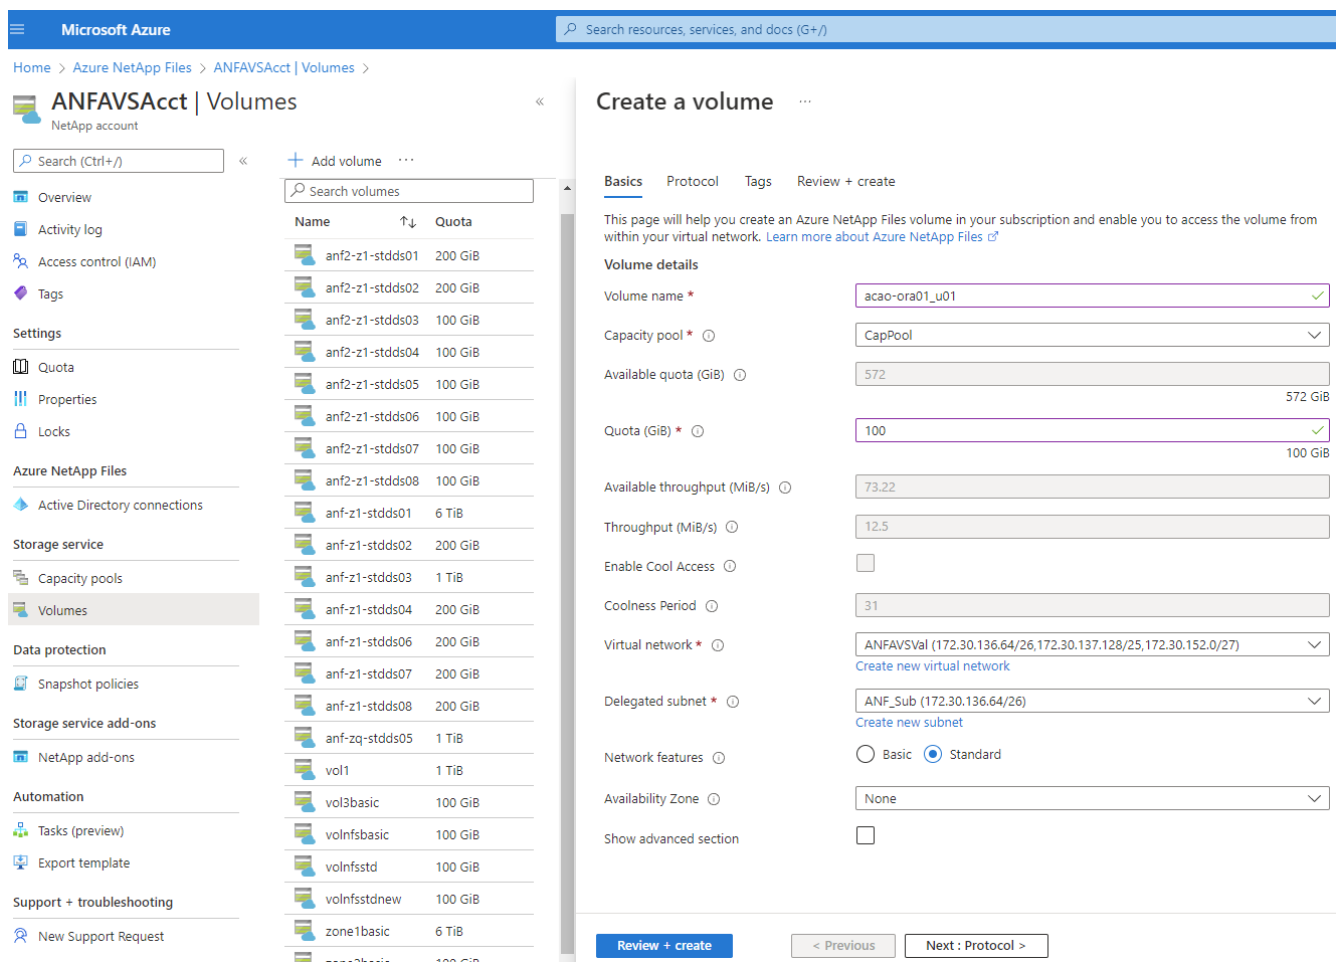 Microsoft Azure
Search resources, services, and docs (G+/)
Home > Azure NetApp Files > ANFAVSAcct | Volumes >
ANFAVSAcct | Volumes
NetApp account
Search (Ctrl+/)
Overview
Activity log
Access control (IAM)
Tags
Settings
Quota
Properties
Locks
Azure NetApp Files
Active Directory connections
Storage service
Capacity pools
Volumes
Data protection
Snapshot policies
Storage service add-ons
NetApp add-ons
Automation
Tasks (preview)
Export template
Support + troubleshooting
New Support Request
+ Add volume ...
Search volumes
Name Quota
anf2-z1-stdds01 200 GiB
anf2-z1-stdds02 200 GiB
anf2-z1-stdds03 100 GiB
anf2-z1-stdds04 100 GiB
anf2-z1-stdds05 100 GiB
anf2-z1-stdds06 100 GiB
anf2-z1-stdds07 100 GiB
anf2-z1-stdds08 100 GiB
anf-z1-stdds01 6 TiB
anf-z1-stdds02 200 GiB
anf-z1-stdds03 1 TiB
anf-z1-stdds04 200 GiB
anf-z1-stdds06 200 GiB
anf-z1-stdds07 200 GiB
anf-z1-stdds08 200 GiB
anf-zq-stdds05 1 TiB
vol1 1 TiB
vol3basic 100 GiB
volnfsbasic 100 GiB
volnfsstd 100 GiB
volnfsstdnew 100 GiB
zone1basic 6 TiB
Create a volume ...
Basics Protocol Tags Review + create
This page will help you create an Azure NetApp Files volume in your subscription and enable you to access the volume from
within your virtual network. Learn more about Azure NetApp Files
Volume details
Volume name * acao-ora01_u01
Capacity pool * CapPool
Available quota (GiB) 572
572 GiB
Quota (GiB) * 100
100 GiB
Available throughput (MiB/s) 73.22
Throughput (MiB/s) 12.5
Enable Cool Access
Coolness Period 31
Virtual network * ANFAVSVal (172.30.136.64/26,172.30.137.128/25,172.30.152.0/27)
Create new virtual network
Delegated subnet * ANF_Sub (172.30.136.64/26)
Create new subnet
Network features Basic Standard
Availability Zone None
Show advanced section
Review + create < Previous Next : Protocol >